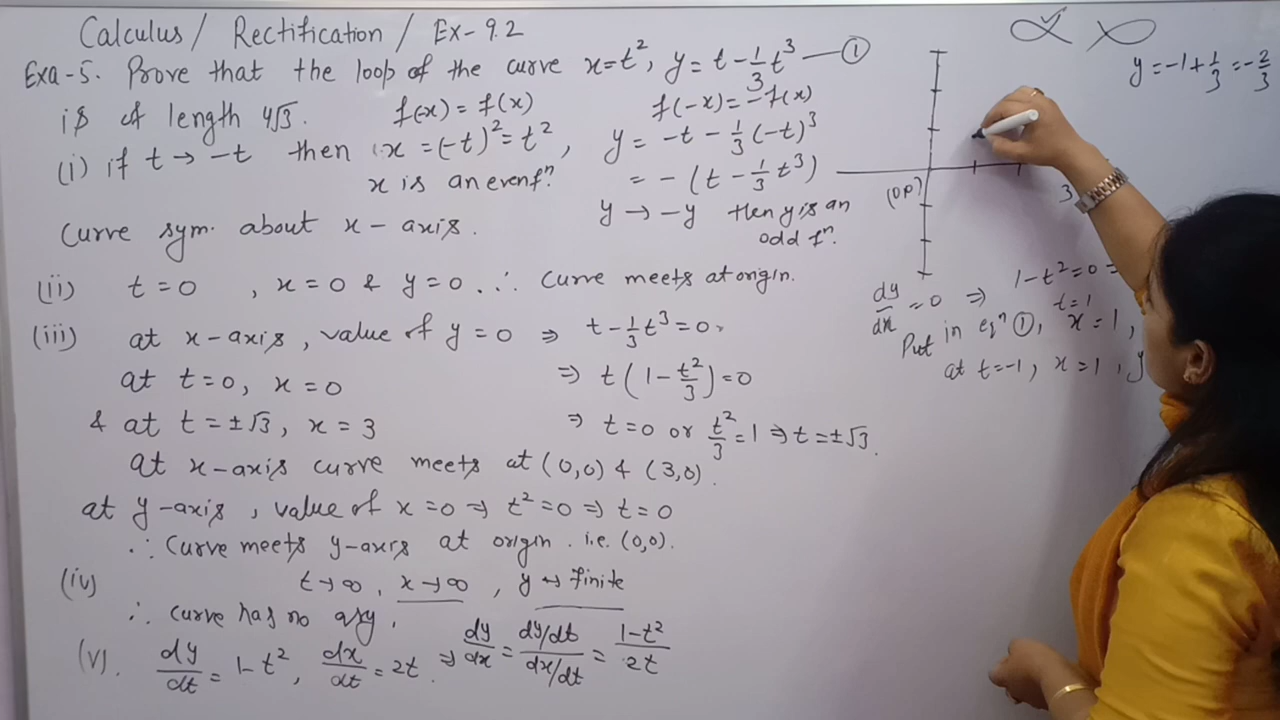 Calculus / Rectification / Ex-9.2
Exa-5. Prove that the loop of the curve x=t², y = t - 1/3 t³ — ①
is of length 4√3. f(-x) = f(x) f(-x) = -f(x)
(i) if t → -t then x = (-t)² = t², y = -t - 1/3 (-t)³
x is an even fⁿ. = - (t - 1/3 t³)
y → -y then y is an odd fⁿ.
Curve sym. about x-axis.
(ii) t=0, x=0 & y=0 ∴ Curve meets at origin.
(iii) at x-axis, value of y=0 ⇒ t - 1/3 t³ = 0.
at t=0, x=0 ⇒ t(1 - t²/3) = 0
& at t = ±√3, x = 3 ⇒ t=0 or t²/3 = 1 ⇒ t = ±√3.
at x-axis curve meets at (0,0) & (3,0).
at y-axis, value of x=0 ⇒ t²=0 ⇒ t=0
∴ Curve meets y-axis at origin. i.e. (0,0).
(iv) t→∞, x→∞, y → finite
∴ Curve has no asy.
(v). dy/dt = 1-t², dx/dt = 2t. ⇒ dy/dx = dy/dt / dx/dt = 1-t² / 2t
y = -1 + 1/3 = -2/3
3
dy/dx = 0 ⇒ 1-t²=0 =
t=1
Put in eqⁿ ①, x=1,
at t=-1, x=1, y